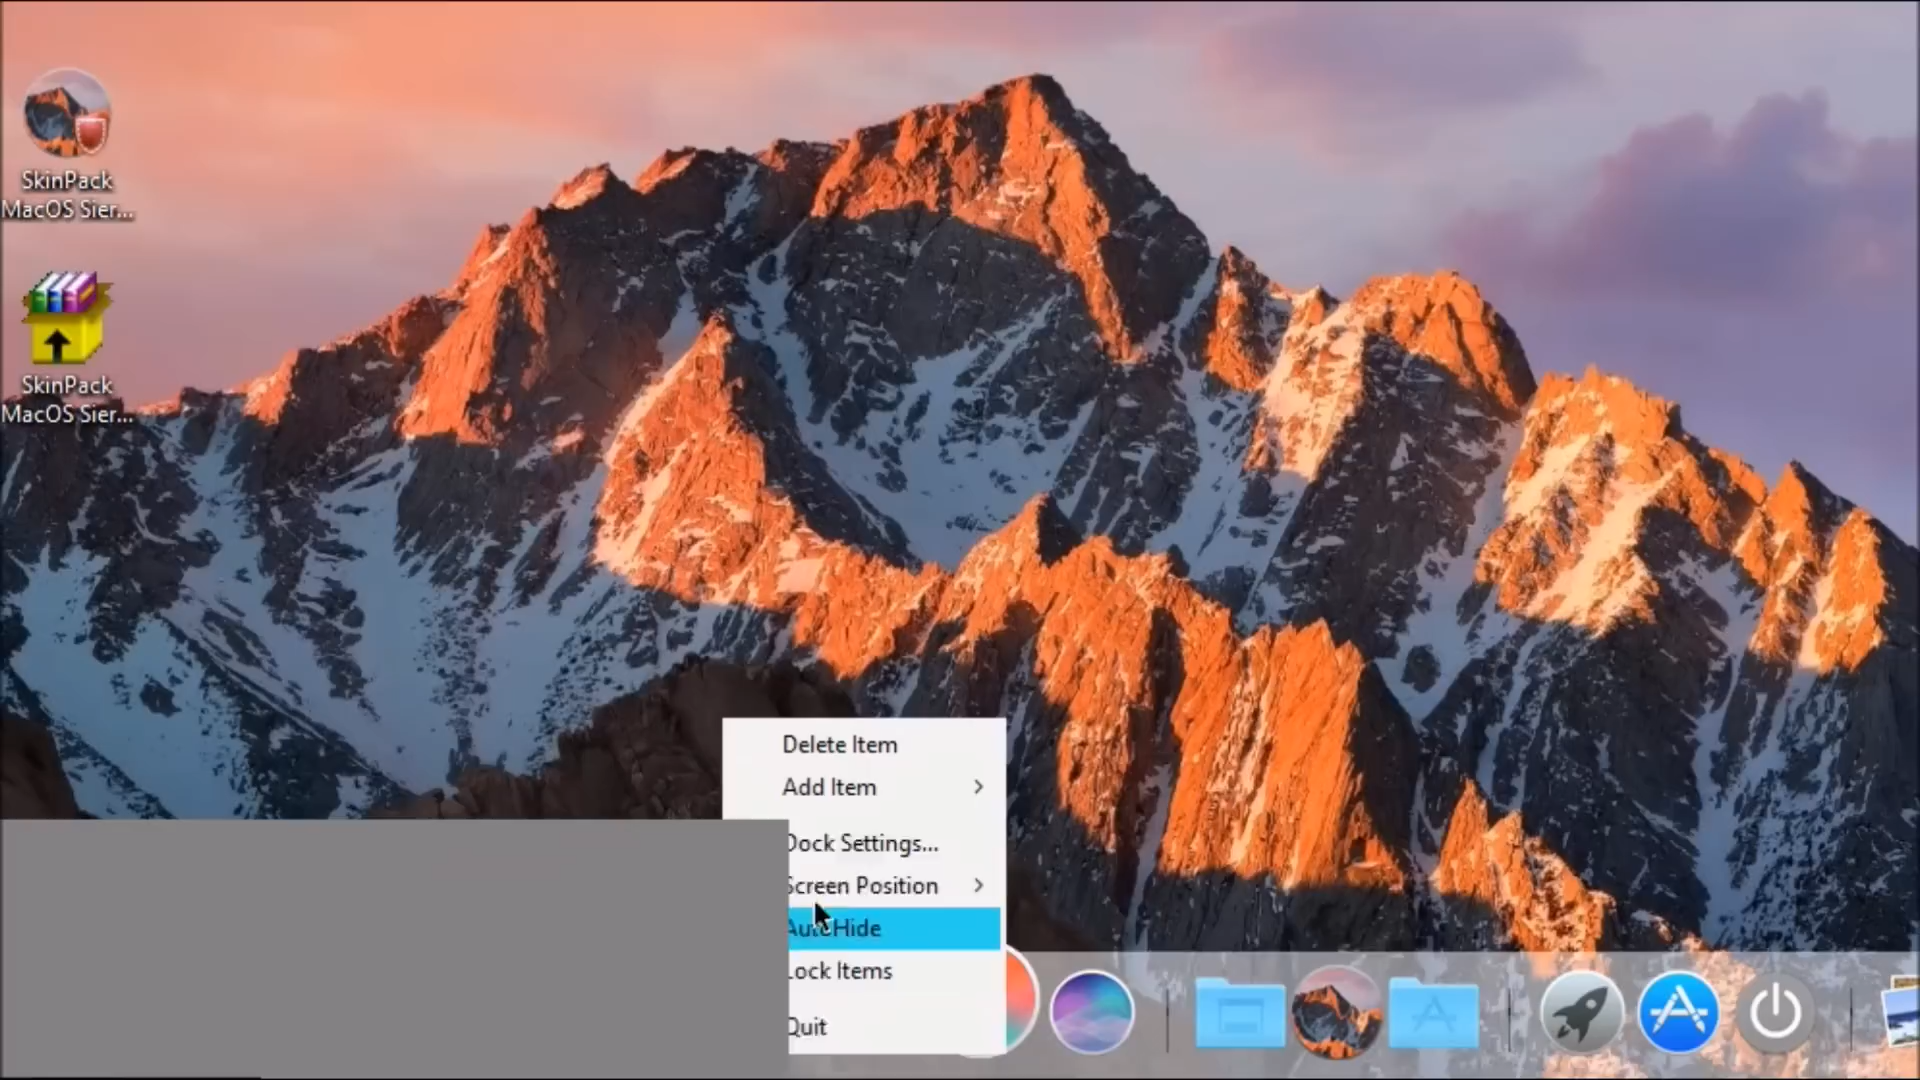 SkinPack
MacOS Sier...
SkinPack
MacOS Sier...
Delete Item
Add Item
Dock Settings...
Screen Position
AutoHide
Lock Items
Quit